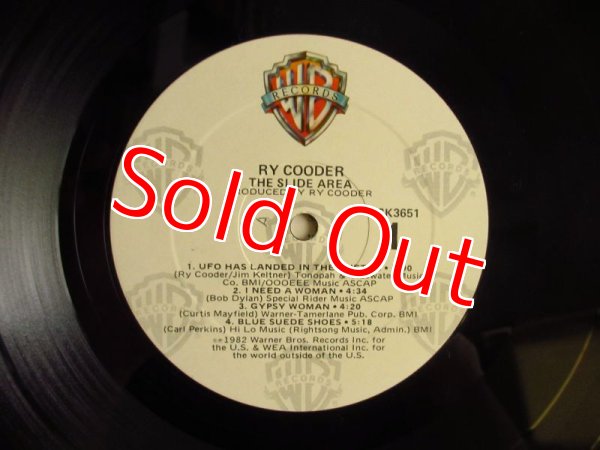 WB
RECORDS
RY COODER
THE SLIDE AREA
PRODUCED BY RY COODER
K3651
Sold Out
1. UFO HAS LANDED IN THE
(Ry Cooder/Jim Keltner) Tonopah & Music
Co. BMI/OOOEEE Music ASCAP
2. I NEED A WOMAN • 4:34
(Bob Dylan) Special Rider Music ASCAP
3. GYPSY WOMAN • 4:20
(Curtis Mayfield) Warner-Tamerlane Pub. Corp. BMI
4. BLUE SUEDE SHOES • 5:18
(Carl Perkins) Hi Lo Music (Rightsong Music, Admin.) BMI
©1982 Warner Bros. Records Inc. for
the U.S. & WEA International Inc. for
the world outside of the U.S.